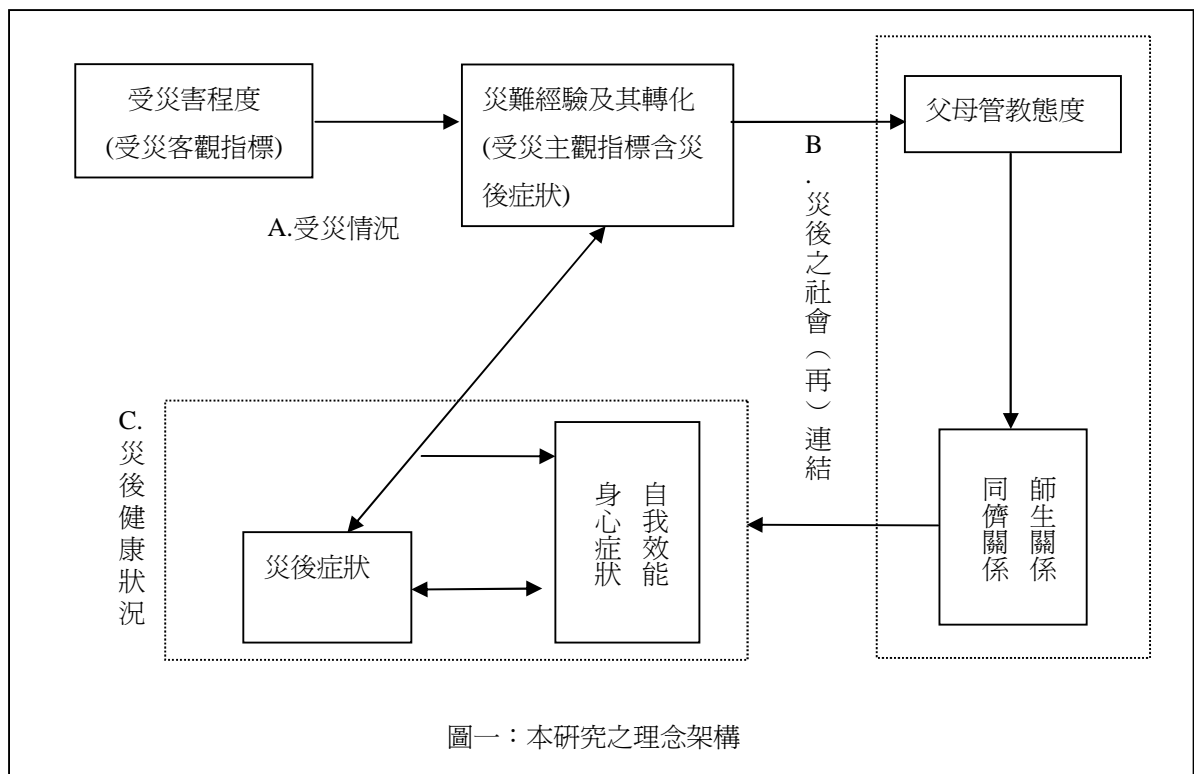 受災害程度
(受災客觀指標)
災難經驗及其轉化
(受災主觀指標含災
後症狀)
父母管教態度
A.受災情況
B.災後之社會（再）連結
師生關係
同儕關係
C.災後健康狀況
自我效能
身心症狀
災後症狀
圖一：本研究之理念架構